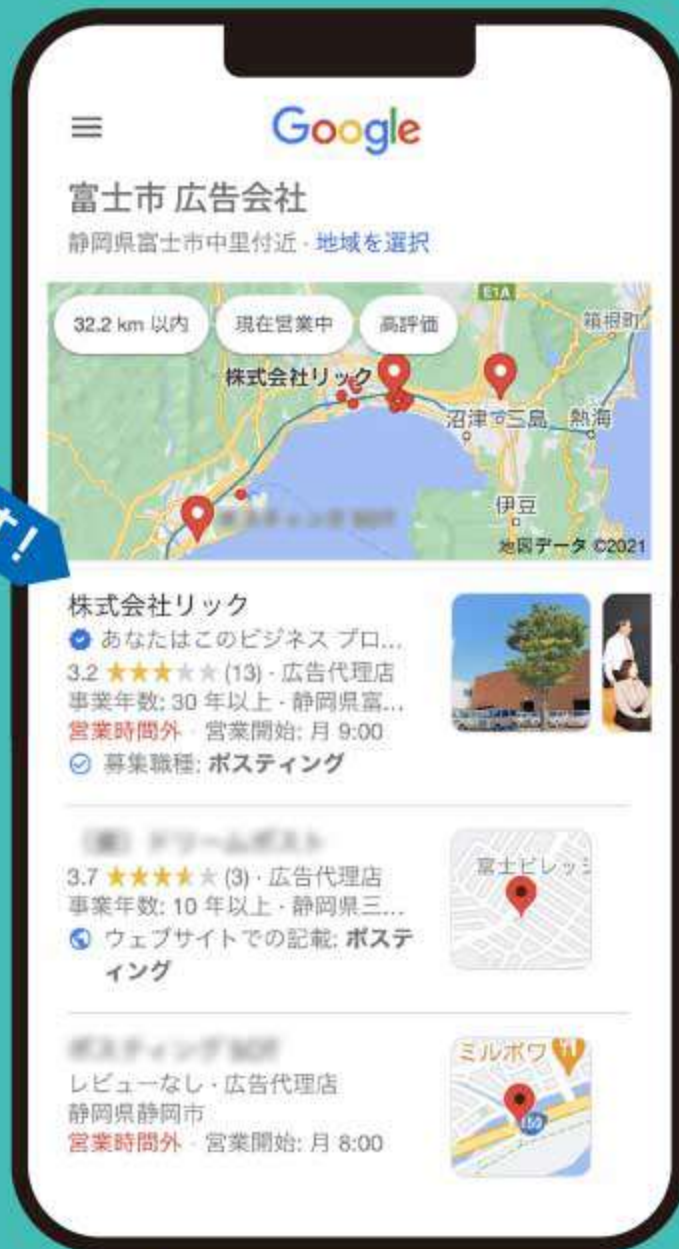 Google
富士市 広告会社
静岡県富士市中里付近・地域を選択
E1A
32.2 km 以内
現在営業中
高評価
箱根町
株式会社リック
沼津
三島
熱海
伊豆
地図データ ©2021
す!
株式会社リック
あなたはこのビジネス プロ...
3.2 ★★★★★ (13)・広告代理店
事業年数: 30 年以上・静岡県富...
営業時間外・営業開始: 月 9:00
募集職種: ポスティング
3.7 ★★★★★ (3)・広告代理店
事業年数: 10 年以上・静岡県三...
ウェブサイトでの記載: ポステ
ィング
富士ビレッジ
レビューなし・広告代理店
静岡県静岡市
営業時間外・営業開始: 月 8:00
ミルポワ
150